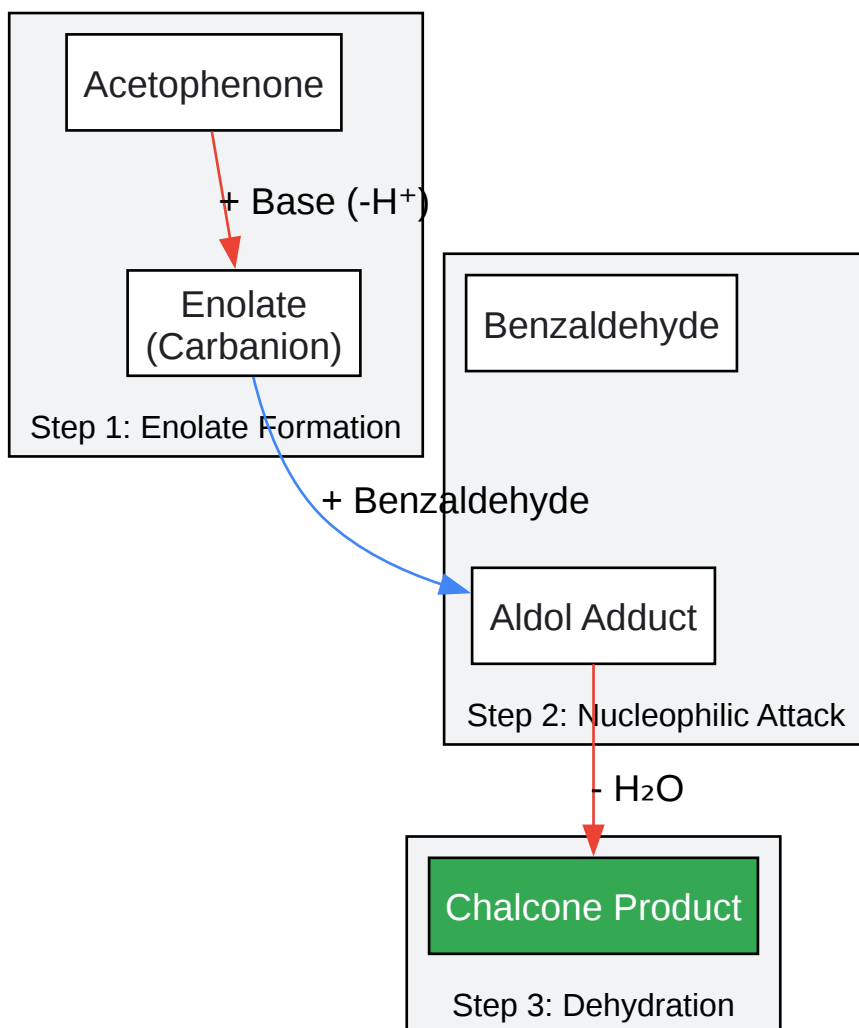 Acetophenone
+ Base (-H⁺)
Enolate
(Carbanion)
Step 1: Enolate Formation
Benzaldehyde
+ Benzaldehyde
Aldol Adduct
Step 2: Nucleophilic Attack
- H₂O
Chalcone Product
Step 3: Dehydration